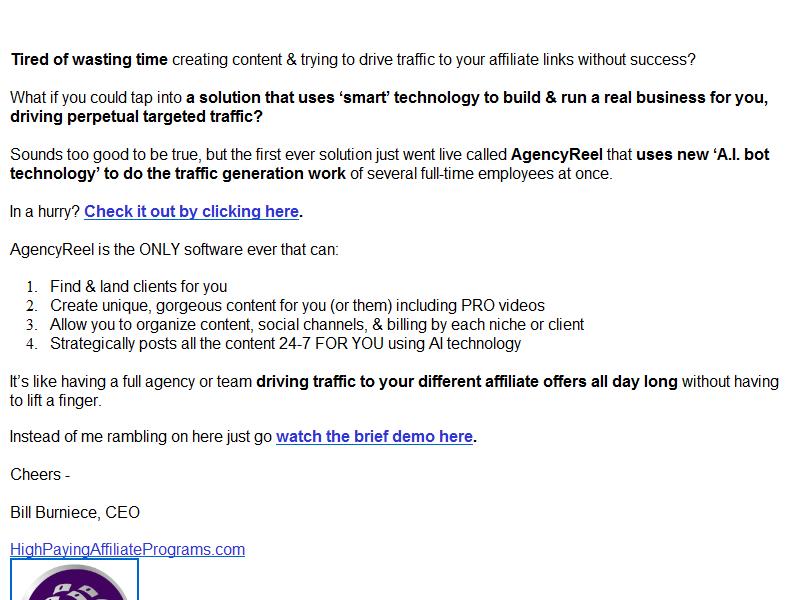 Tired of wasting time creating content & trying to drive traffic to your affiliate links without success?
What if you could tap into a solution that uses ‘smart’ technology to build & run a real business for you,
driving perpetual targeted traffic?
Sounds too good to be true, but the first ever solution just went live called AgencyReel that uses new ‘A.I. bot
technology’ to do the traffic generation work of several full-time employees at once.
In a hurry? Check it out by clicking here.
AgencyReel is the ONLY software ever that can:
1. Find & land clients for you
2. Create unique, gorgeous content for you (or them) including PRO videos
3. Allow you to organize content, social channels, & billing by each niche or client
4. Strategically posts all the content 24-7 FOR YOU using AI technology
It’s like having a full agency or team driving traffic to your different affiliate offers all day long without having
to lift a finger.
Instead of me rambling on here just go watch the brief demo here.
Cheers -
Bill Burniece, CEO
HighPayingAffiliatePrograms.com